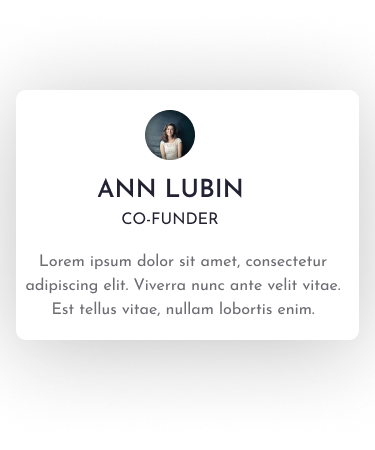 ANN LUBIN
CO-FUNDER
Lorem ipsum dolor sit amet, consectetur
adipiscing elit. Viverra nunc ante velit vitae.
Est tellus vitae, nullam lobortis enim.